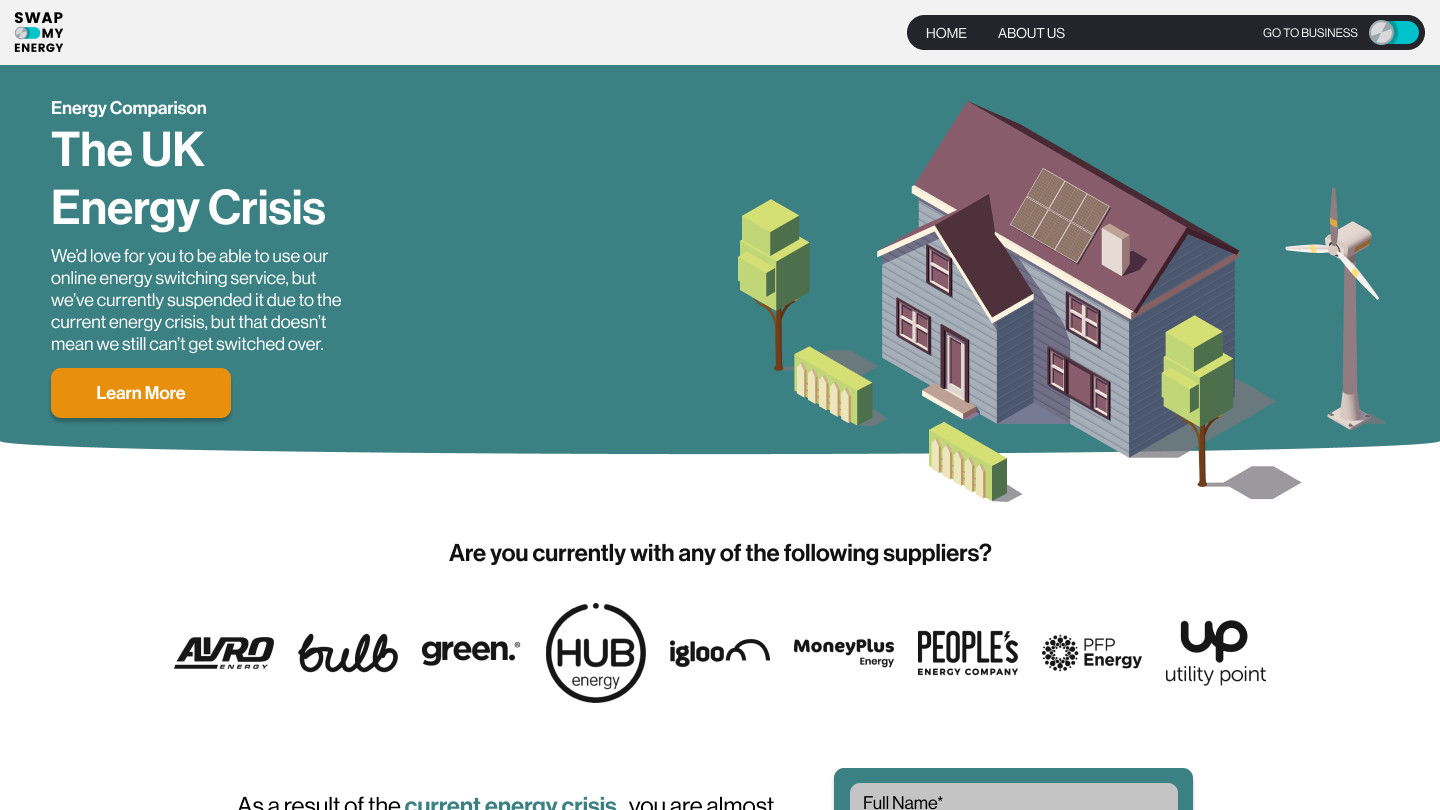 SWAP
MY
ENERGY
HOME ABOUT US GO TO BUSINESS
Energy Comparison
The UK
Energy Crisis
We’d love for you to be able to use our
online energy switching service, but
we’ve currently suspended it due to the
current energy crisis, but that doesn’t
mean we still can’t get switched over.
Learn More
Are you currently with any of the following suppliers?
AVRO
ENERGY
bulb
green.®
HUB
energy
igloo
MoneyPlus
Energy
PEOPLE's
ENERGY COMPANY
PFP
Energy
up
utility point
As a result of the current energy crisis, you are almost
Full Name*